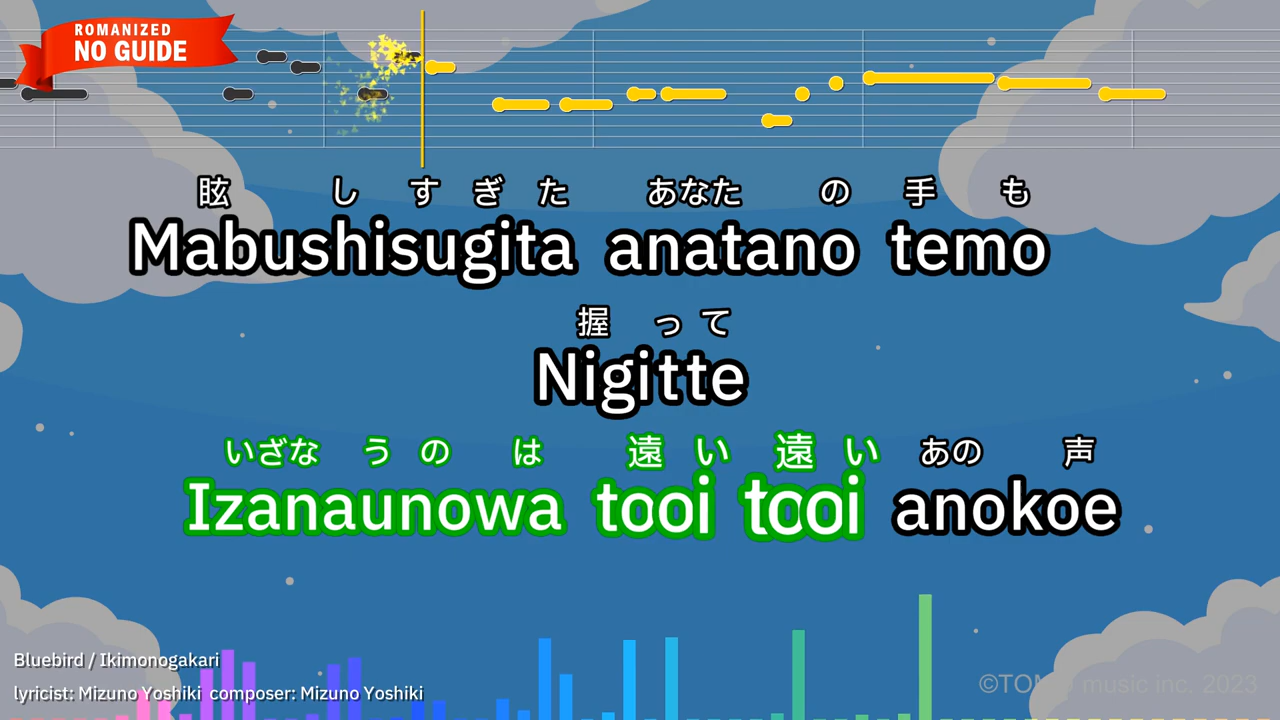 ROMANIZED
NO GUIDE
眩 し す ぎ た あなた の 手 も
Mabushisugita anatano temo
握 っ て
Nigitte
いざな う の は 遠 い 遠 い あの 声
Izanaunowa tooi tooi anokoe
Bluebird / Ikimonogakari
lyricist: Mizuno Yoshiki composer: Mizuno Yoshiki
music inc. 2023